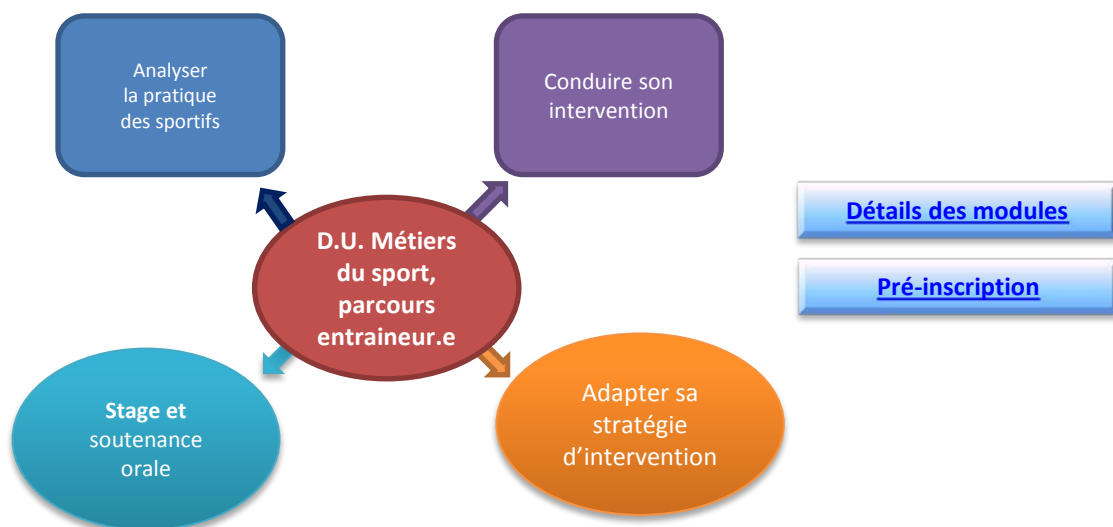 Analyser
la pratique
des sportifs
Conduire son
intervention
D.U. Métiers
du sport,
parcours
entraineur.e
Détails des modules
Pré-inscription
Stage et
soutenance
orale
Adapter sa
stratégie
d’intervention